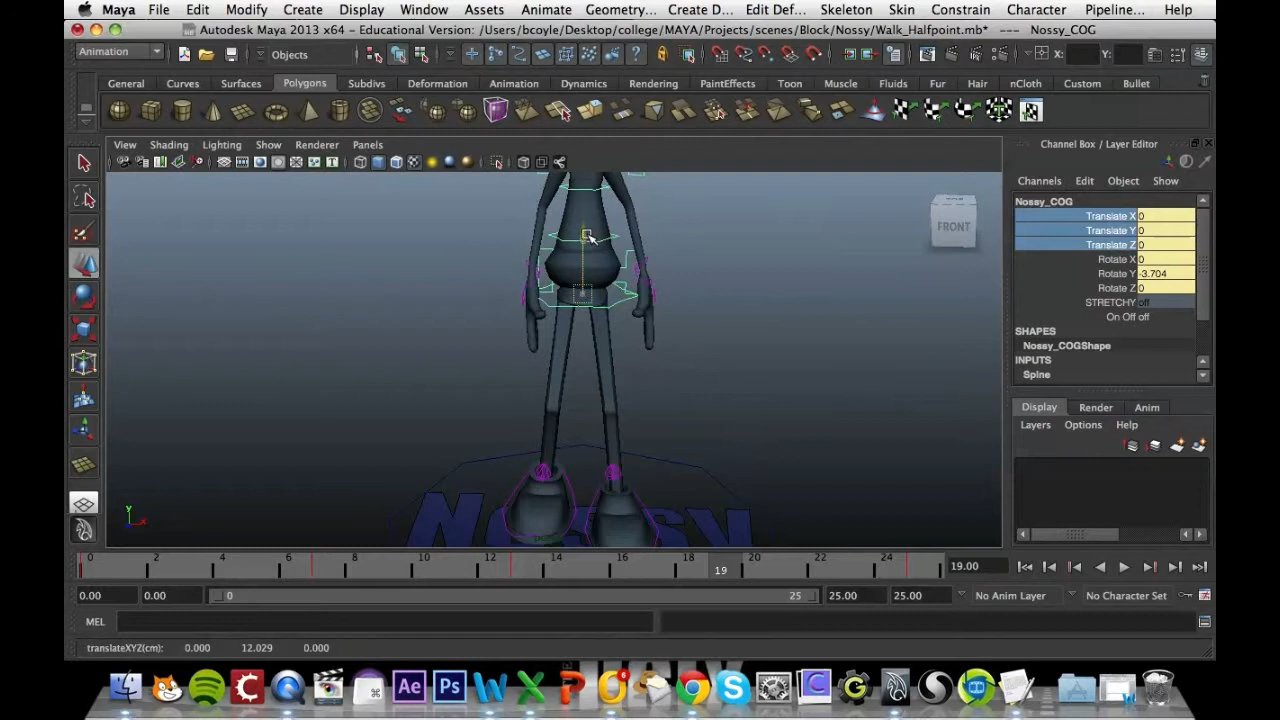 Maya File Edit Modify Create Display Window Assets Animate Geometry... Create D... Edit Def... Skeleton Skin Constrain Character Pipeline... Help
Autodesk Maya 2013 x64 - Educational Version: /Users/bcoyle/Desktop/college/MAYA/Projects/scenes/Block/Nossy/Walk_Halfpoint.mb* --- Nossy_COG
Animation Objects X: Y:
General Curves Surfaces Polygons Subdivs Deformation Animation Dynamics Rendering PaintEffects Toon Muscle Fluids Fur Hair nCloth Custom Bullet
View Shading Lighting Show Renderer Panels
Channel Box / Layer Editor
Channels Edit Object Show
Nossy_COG
Translate X 0
Translate Y 0
Translate Z 0
Rotate X 0
Rotate Y -3.704
Rotate Z 0
STRETCHY off
On Off off
SHAPES
Nossy_COGShape
INPUTS
Spine
FRONT
Display Render Anim
Layers Options Help
Nossy
y x
0 2 4 6 8 10 12 14 16 18 19 20 22 24 19.00
0.00 0.00 0 25 25.00 25.00 No Anim Layer No Character Set
MEL
translateXYZ(cm): 0.000 12.029 0.000
Ae Ps W X P 6 S